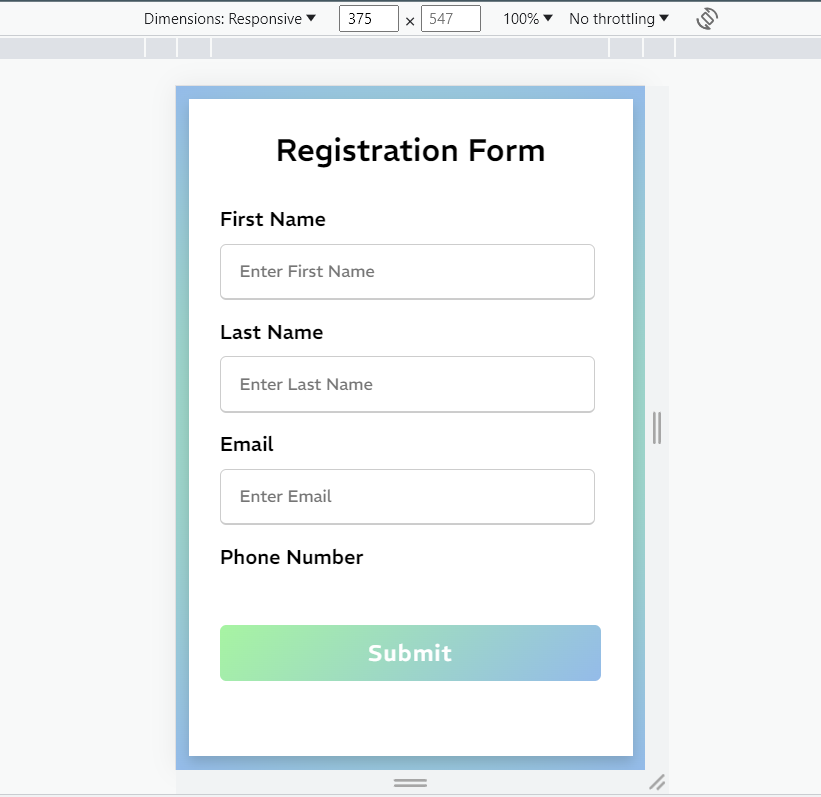 Dimensions: Responsive 375 × 547 100% No throttling
Registration Form
First Name
Enter First Name
Last Name
Enter Last Name
Email
Enter Email
Phone Number
Submit